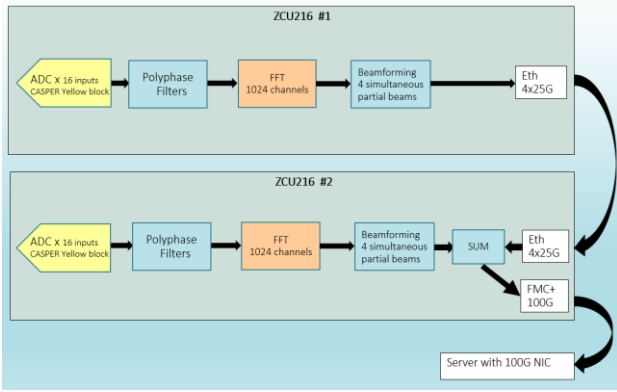 ZCU216 #1
ADC x 16 inputs
CASPER Yellow block
Polyphase
Filters
FFT
1024 channels
Beamforming
4 simultaneous
partial beams
Eth
4x25G
ZCU216 #2
ADC x 16 inputs
CASPER Yellow block
Polyphase
Filters
FFT
1024 channels
Beamforming
4 simultaneous
partial beams
SUM
Eth
4x25G
FMC+
100G
Server with 100G NIC